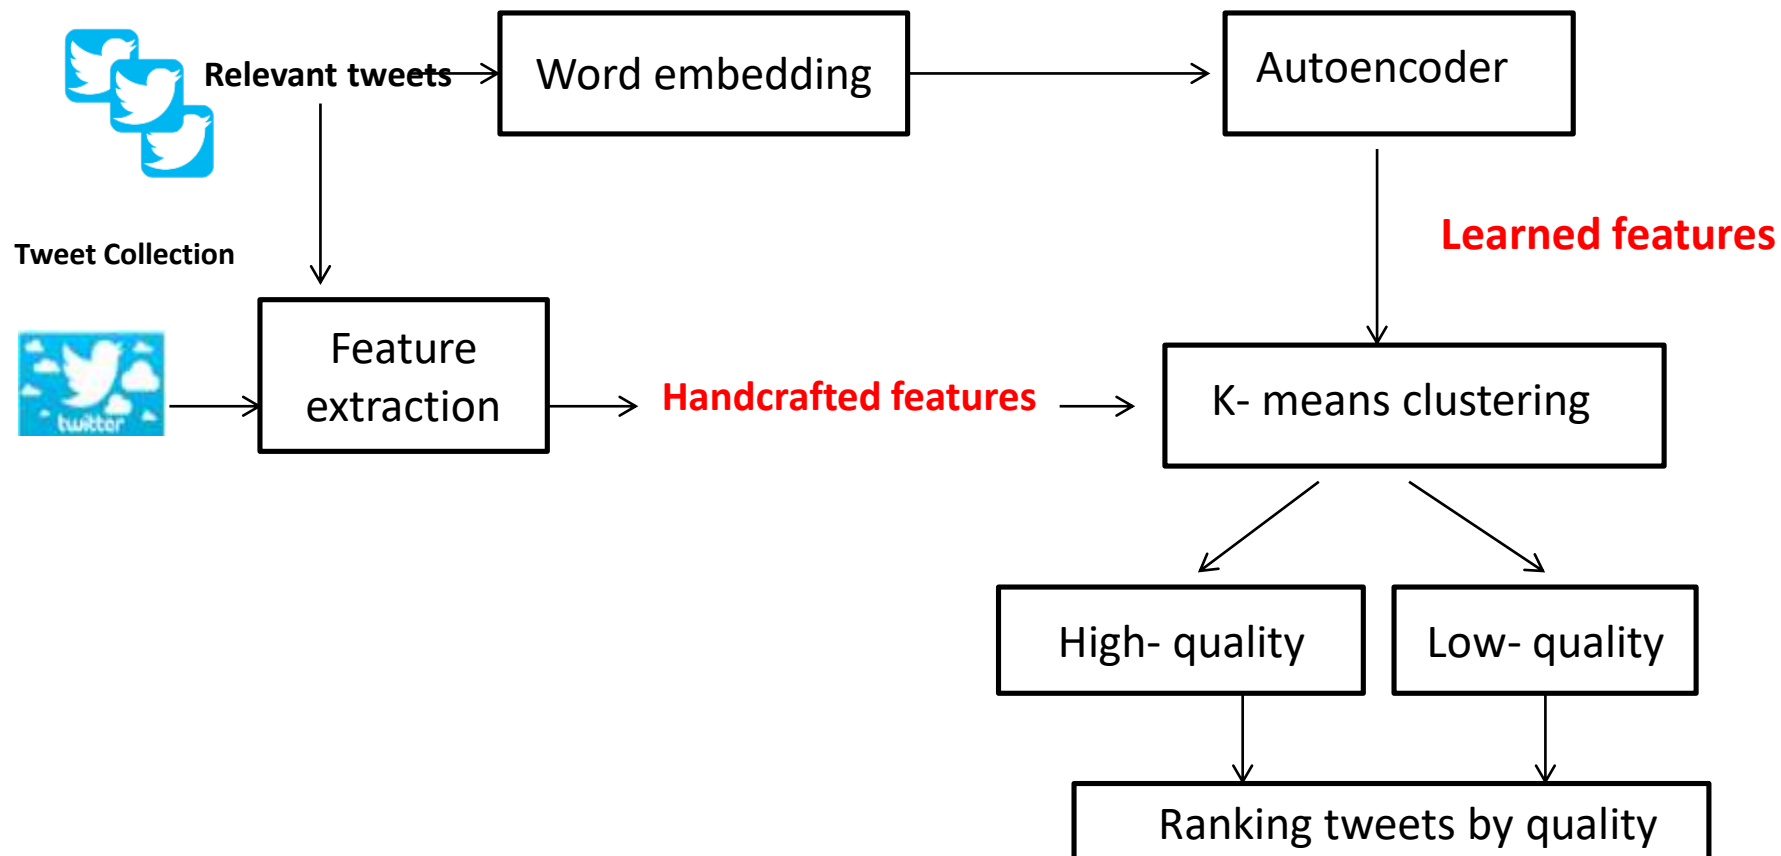 Relevant tweets
Word embedding
Autoencoder
Learned features
Tweet Collection
twitter
Feature
extraction
Handcrafted features
K- means clustering
High- quality
Low- quality
Ranking tweets by quality